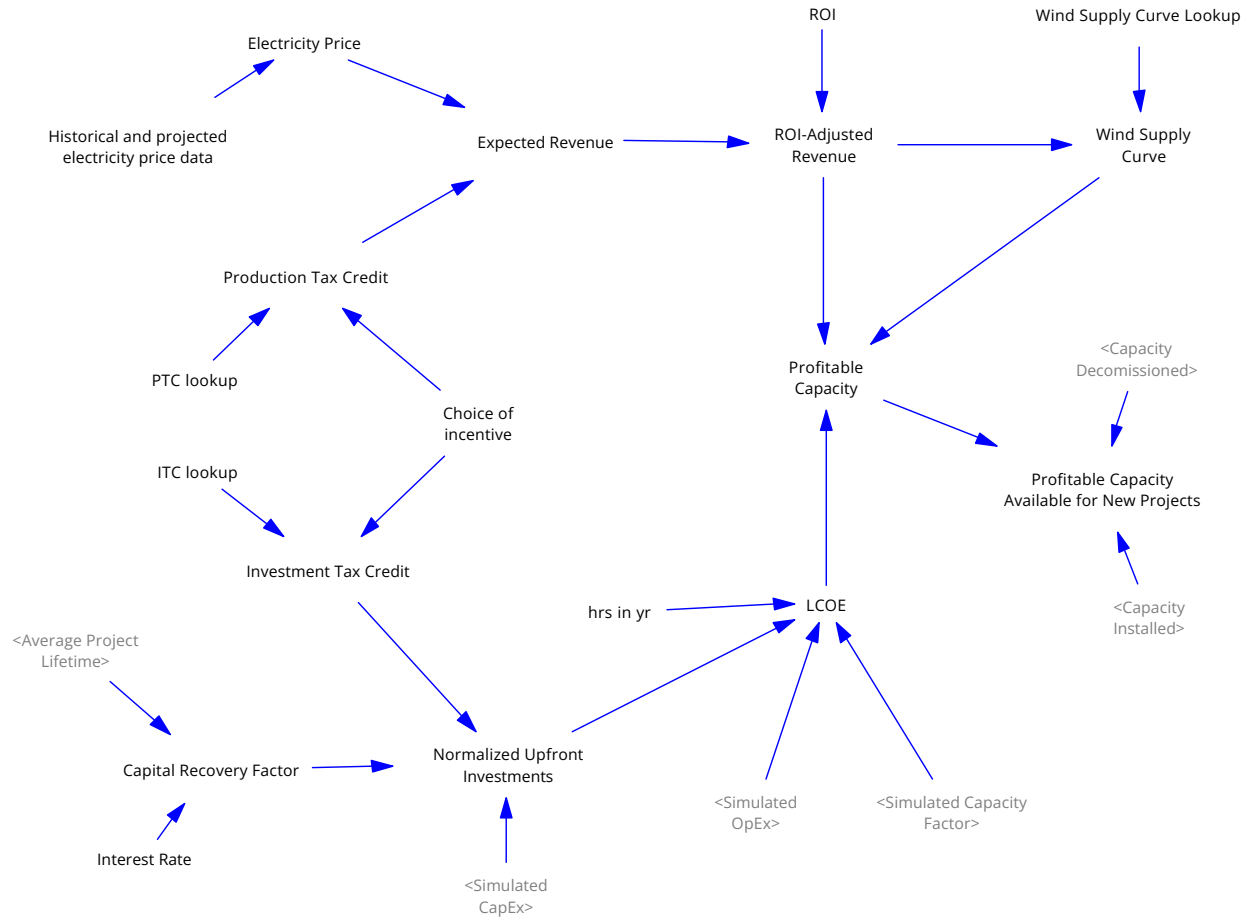 ROI
Wind Supply Curve Lookup
Electricity Price
Historical and projected
electricity price data
Expected Revenue
ROI-Adjusted
Revenue
Wind Supply
Curve
Production Tax Credit
PTC lookup
Choice of
incentive
ITC lookup
Investment Tax Credit
Profitable
Capacity
<Capacity
Decomissioned>
Profitable Capacity
Available for New Projects
<Capacity
Installed>
hrs in yr
LCOE
<Average Project
Lifetime>
Capital Recovery Factor
Normalized Upfront
Investments
Interest Rate
<Simulated
CapEx>
<Simulated
OpEx>
<Simulated Capacity
Factor>